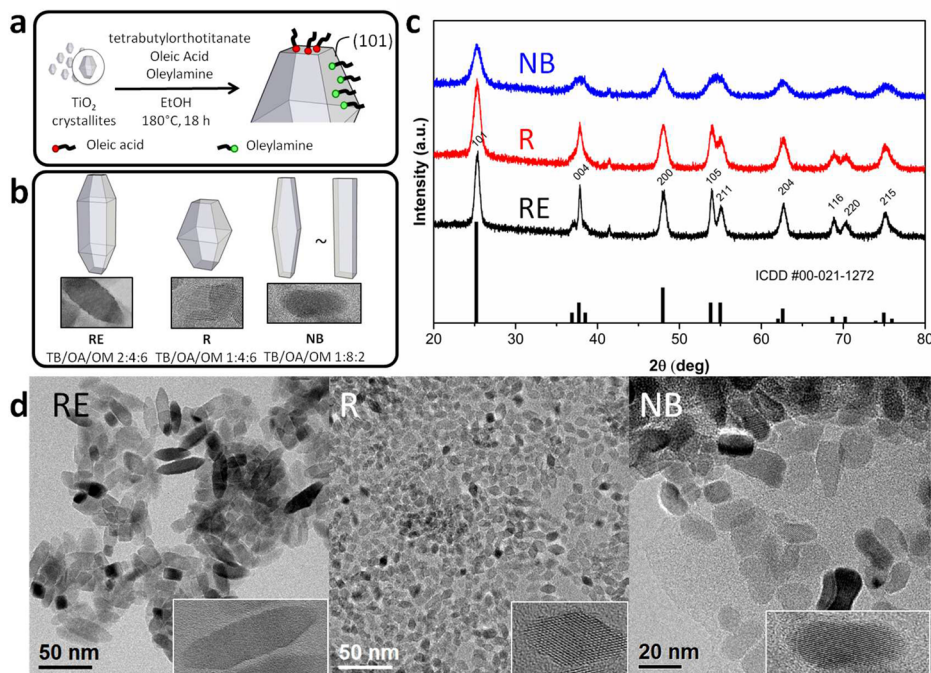 a
tetrabutylorthotitanate
Oleic Acid
Oleylamine
EtOH
180°C, 18 h
TiO2
crystallites
(101)
Oleic acid
Oleylamine
b
~
RE
TB/OA/OM 2:4:6
R
TB/OA/OM 1:4:6
NB
TB/OA/OM 1:8:2
c
Intensity (a.u.)
NB
R
RE
101
004
200
105
211
204
116
220
215
ICDD #00-021-1272
20 30 40 50 60 70 80
2θ (deg)
d
RE
50 nm
R
50 nm
NB
20 nm